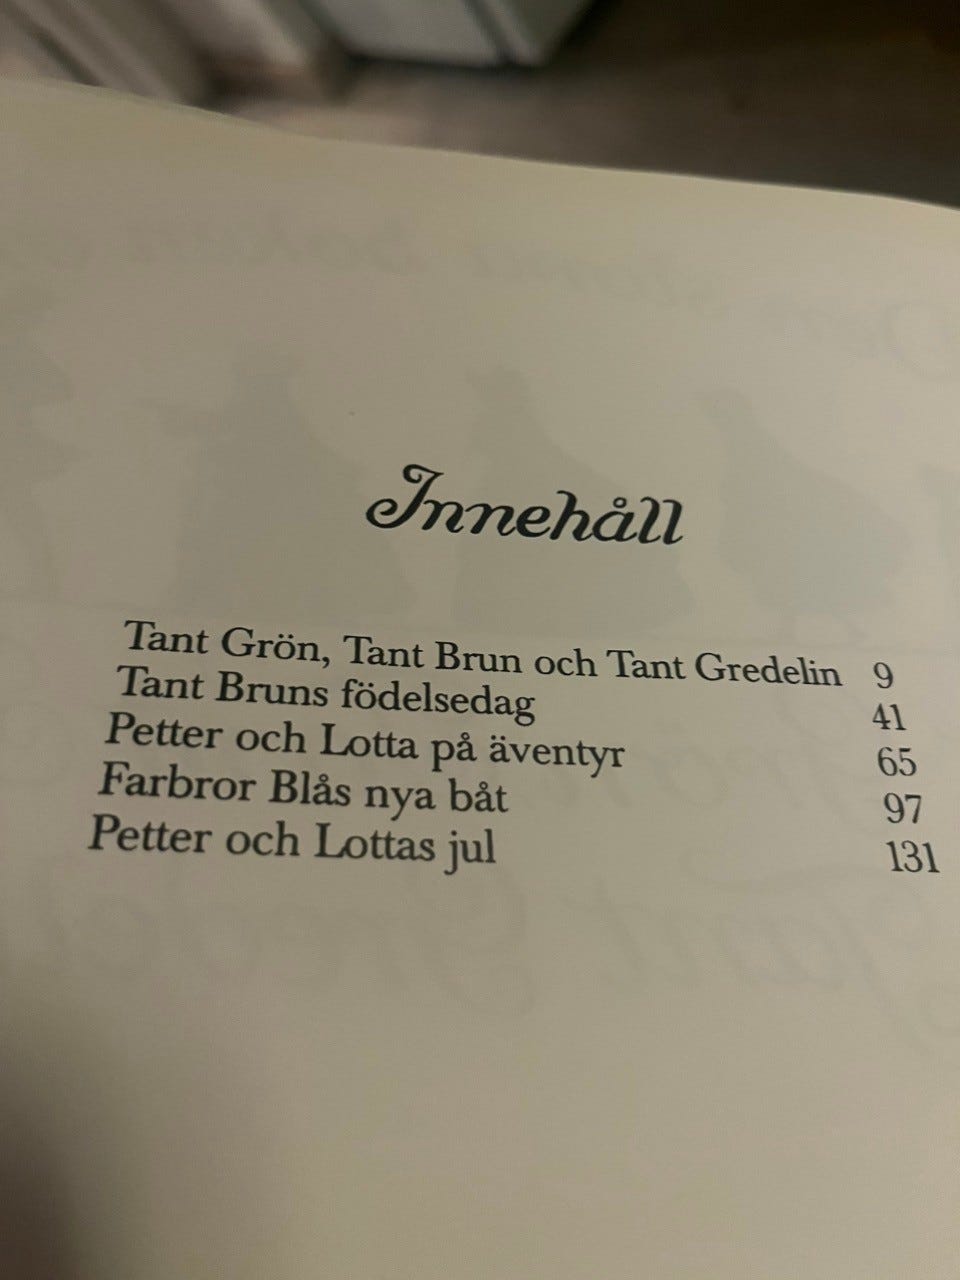 Innehåll
Tant Grön, Tant Brun och Tant Gredelin 9
Tant Bruns födelsedag 41
Petter och Lotta på äventyr 65
Farbror Blås nya båt 97
Petter och Lottas jul 131